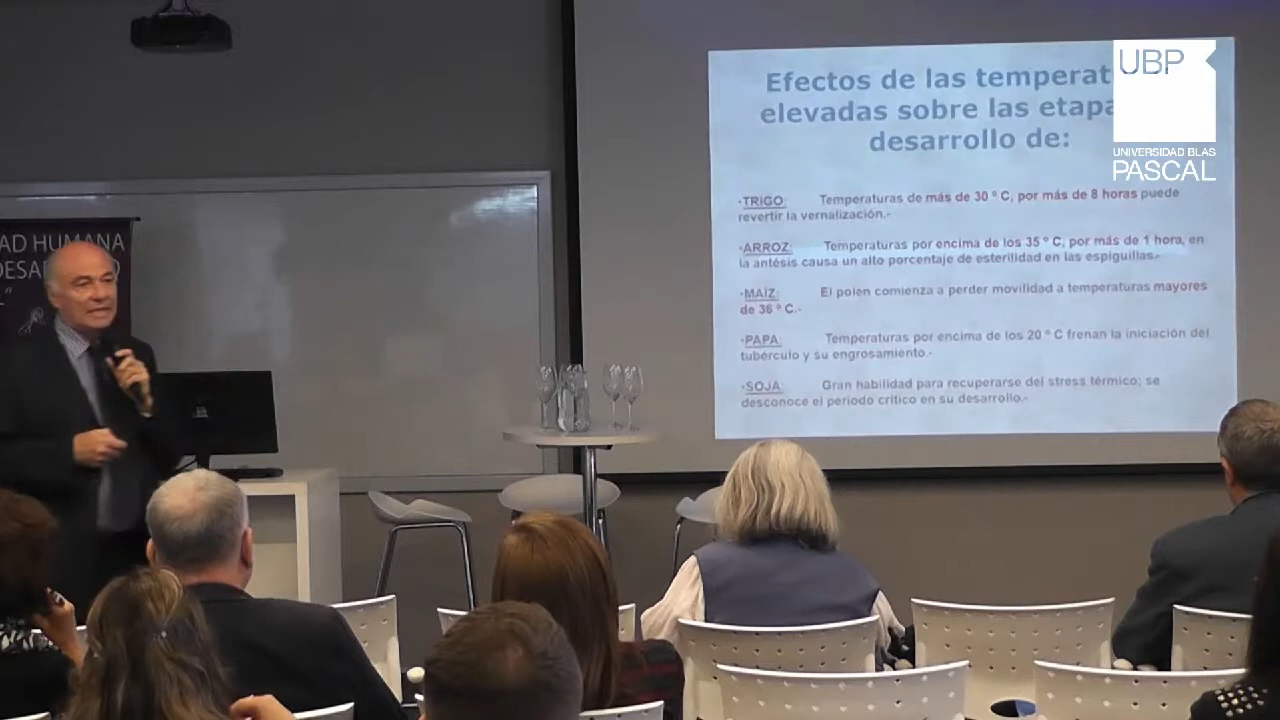 UBP
UNIVERSIDAD BLAS
PASCAL
Efectos de las temperat
elevadas sobre las etapa
desarrollo de:
·TRIGO: Temperaturas de más de 30 º C, por más de 8 horas puede
revertir la vernalización.-
·ARROZ: Temperaturas por encima de los 35 º C, por más de 1 hora, en
la antésis causa un alto porcentaje de esterilidad en las espiguillas.-
·MAIZ: El polen comienza a perder movilidad a temperaturas mayores
de 36 º C.-
·PAPA: Temperaturas por encima de los 20 º C frenan la iniciación del
tubérculo y su engrosamiento.-
·SOJA: Gran habilidad para recuperarse del stress térmico; se
desconoce el período crítico en su desarrollo.-
AD HUMANA
DESA